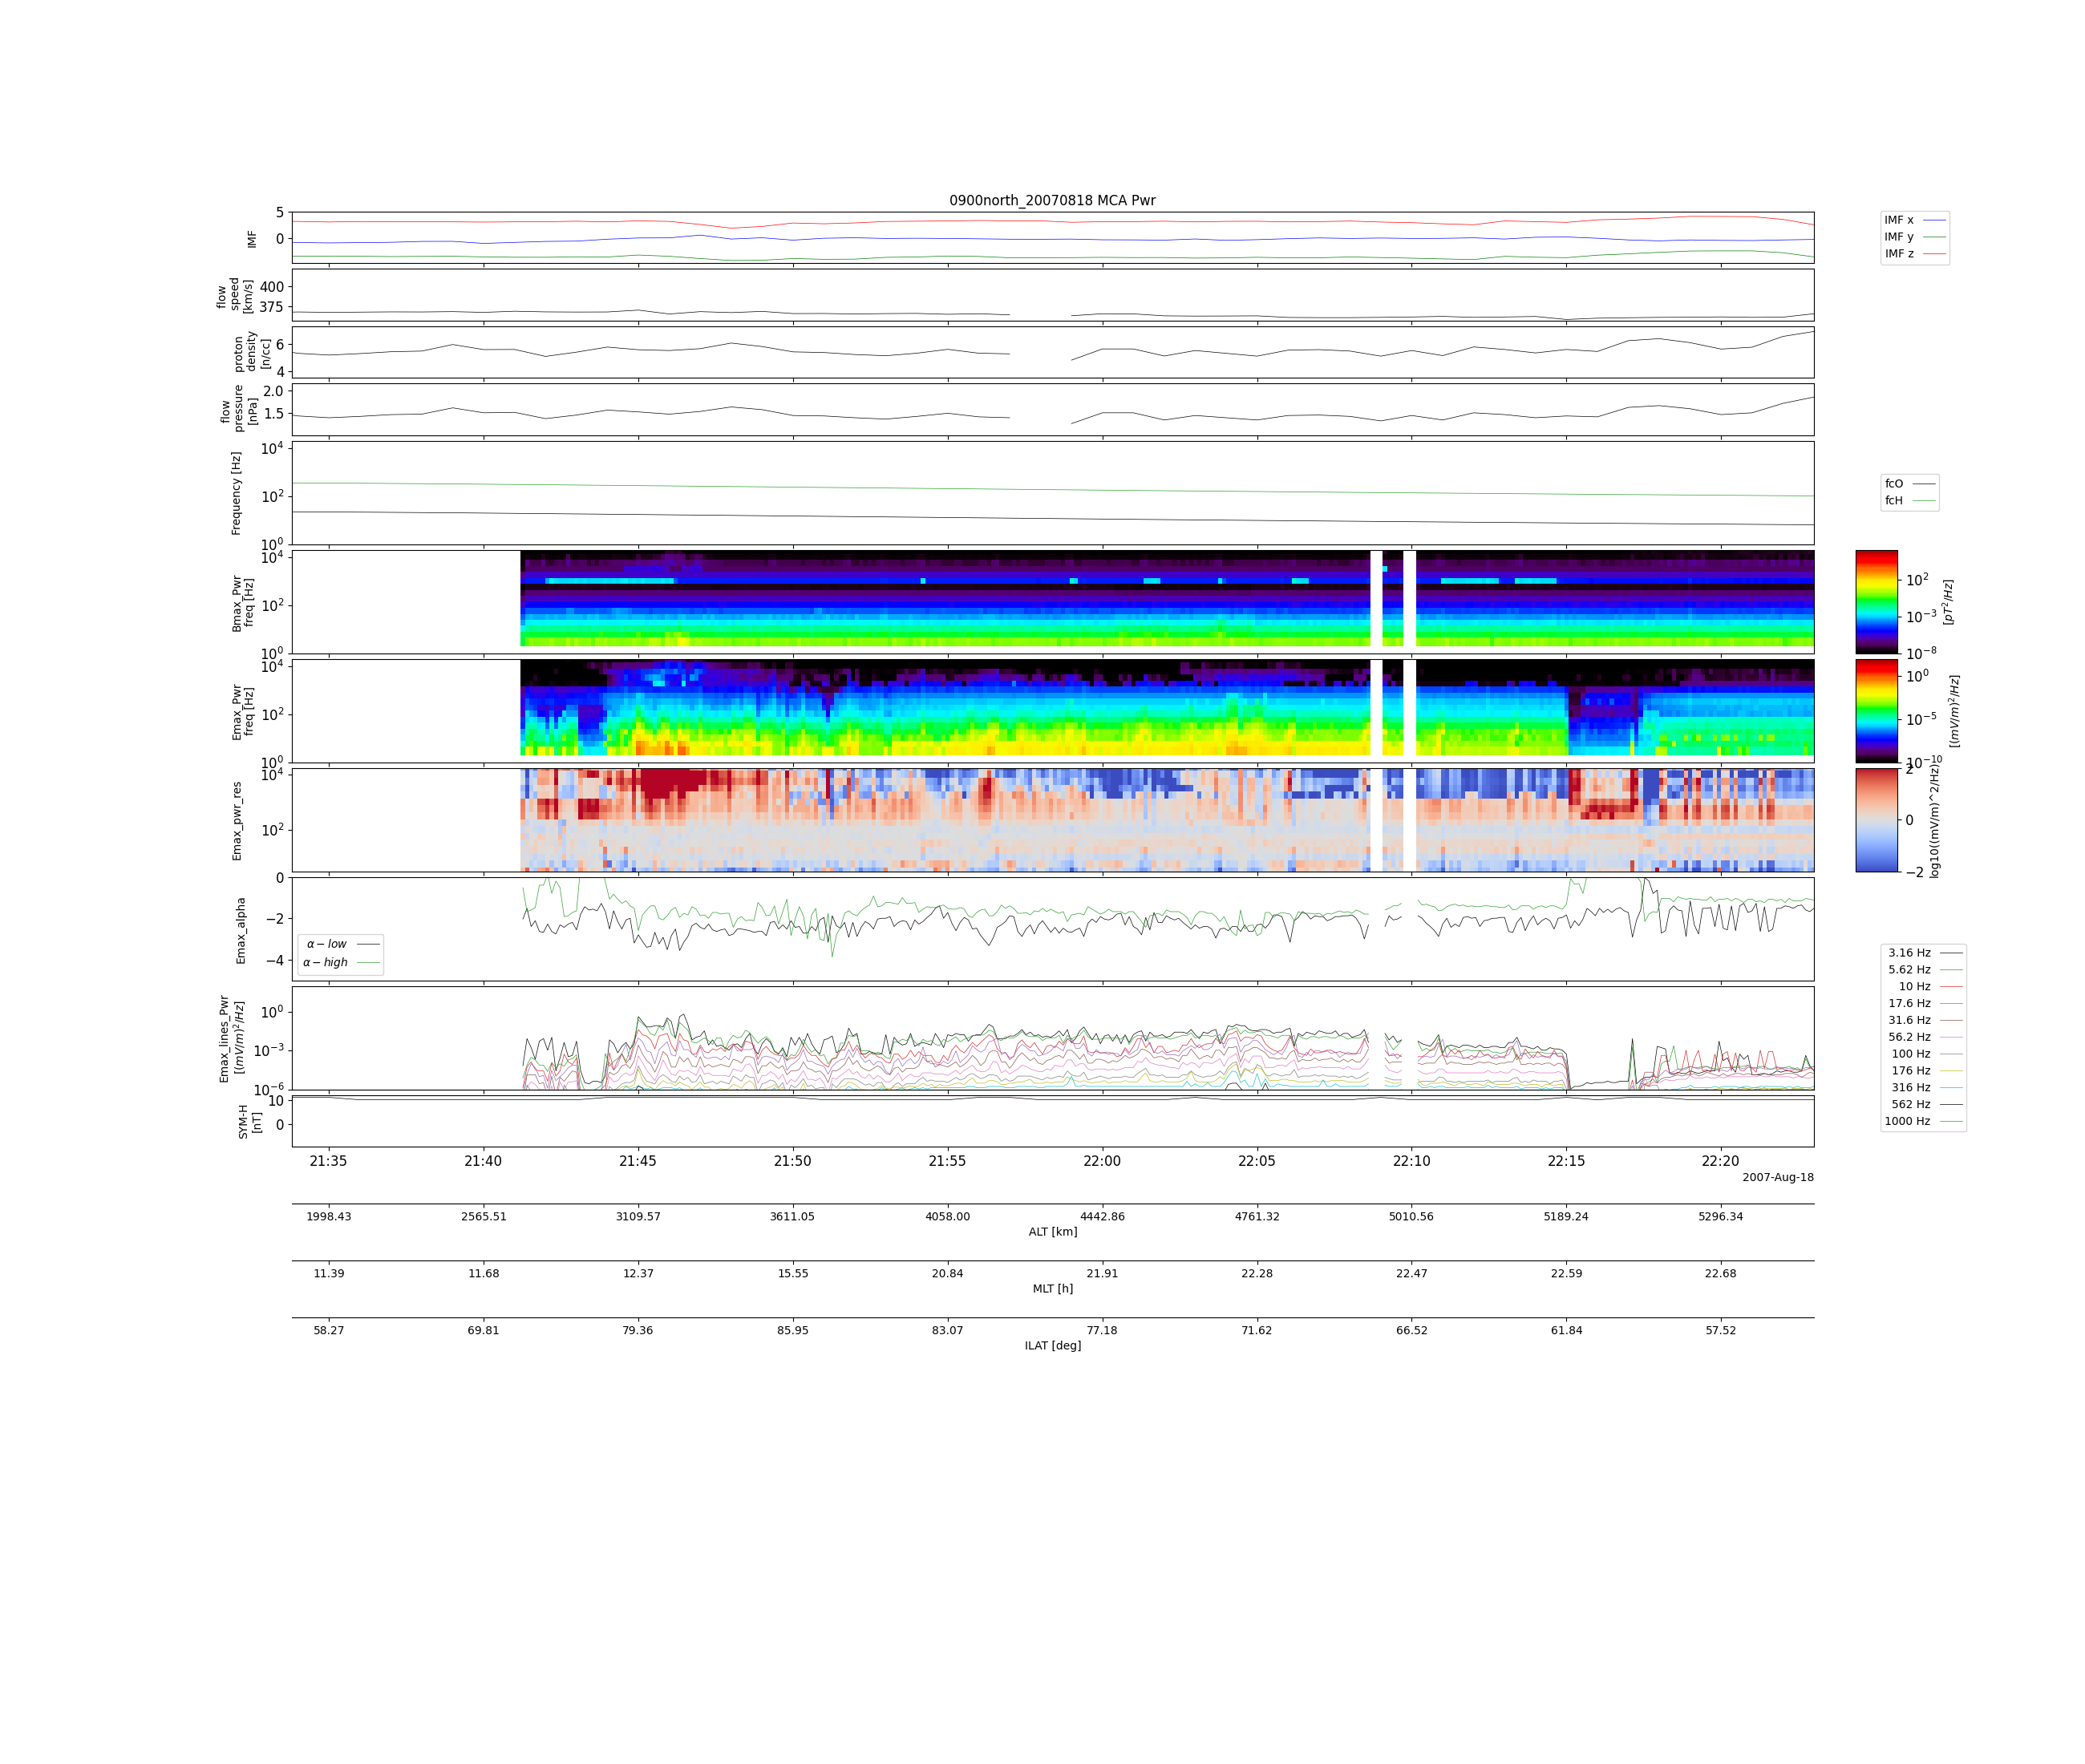 0900north_20070818 MCA Pwr
5
0
IMF
IMF x
IMF y
IMF z
400
375
flow
speed
[km/s]
6
4
proton
density
[n/cc]
2.0
1.5
flow
pressure
[mPa]
10^4
10^2
10^0
Frequency [Hz]
fcO
fcH
10^4
10^2
10^0
Bmax_Pwr
freq [Hz]
10^2
10^-3
10^-8
[pT^2/Hz]
10^4
10^2
10^0
Emax_Pwr
freq [Hz]
10^0
10^-5
10^-10
[(mV/m)^2/Hz]
10^4
10^2
Emax_pwr_res
2
0
−2
log10((mV/m)^2/Hz)
0
−2
−4
Emax_alpha
α − low
α − high
10^0
10^-3
10^-6
Emax_lines_Pwr
[(mV/m)^2/Hz]
3.16 Hz
5.62 Hz
10 Hz
17.6 Hz
31.6 Hz
56.2 Hz
100 Hz
176 Hz
316 Hz
562 Hz
1000 Hz
10
0
SYM-H
[nT]
21:35 21:40 21:45 21:50 21:55 22:00 22:05 22:10 22:15 22:20
2007-Aug-18
1998.43 2565.51 3109.57 3611.05 4058.00 4442.86 4761.32 5010.56 5189.24 5296.34
ALT [km]
11.39 11.68 12.37 15.55 20.84 21.91 22.28 22.47 22.59 22.68
MLT [h]
58.27 69.81 79.36 85.95 83.07 77.18 71.62 66.52 61.84 57.52
ILAT [deg]